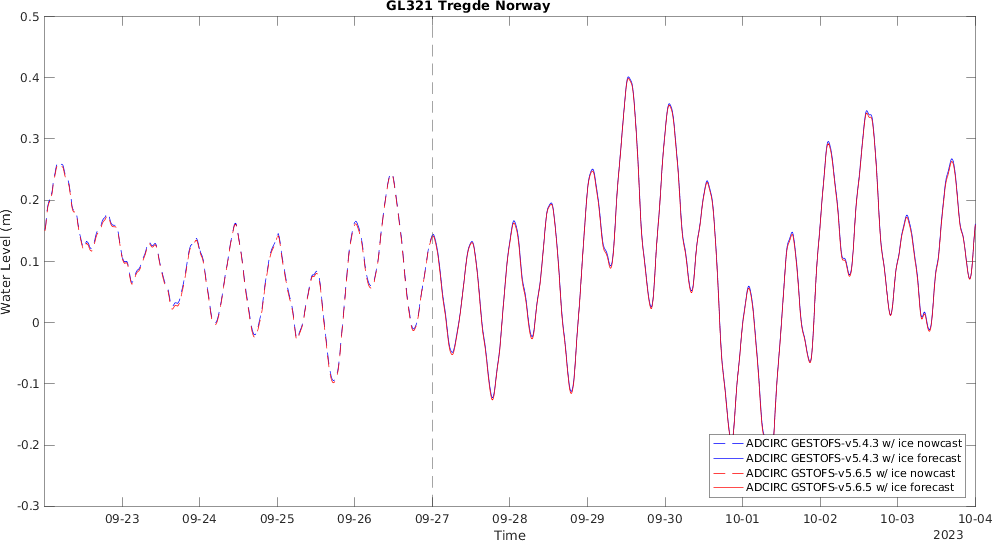 GL321 Tregde Norway
0.5
0.4
0.3
0.2
0.1
0
-0.1
-0.2
-0.3
Water Level (m)
ADCIRC GESTOFS-v5.4.3 w/ ice nowcast
ADCIRC GESTOFS-v5.4.3 w/ ice forecast
ADCIRC GSTOFS-v5.6.5 w/ ice nowcast
ADCIRC GSTOFS-v5.6.5 w/ ice forecast
09-23 09-24 09-25 09-26 09-27 09-28 09-29 09-30 10-01 10-02 10-03 10-04
Time
2023